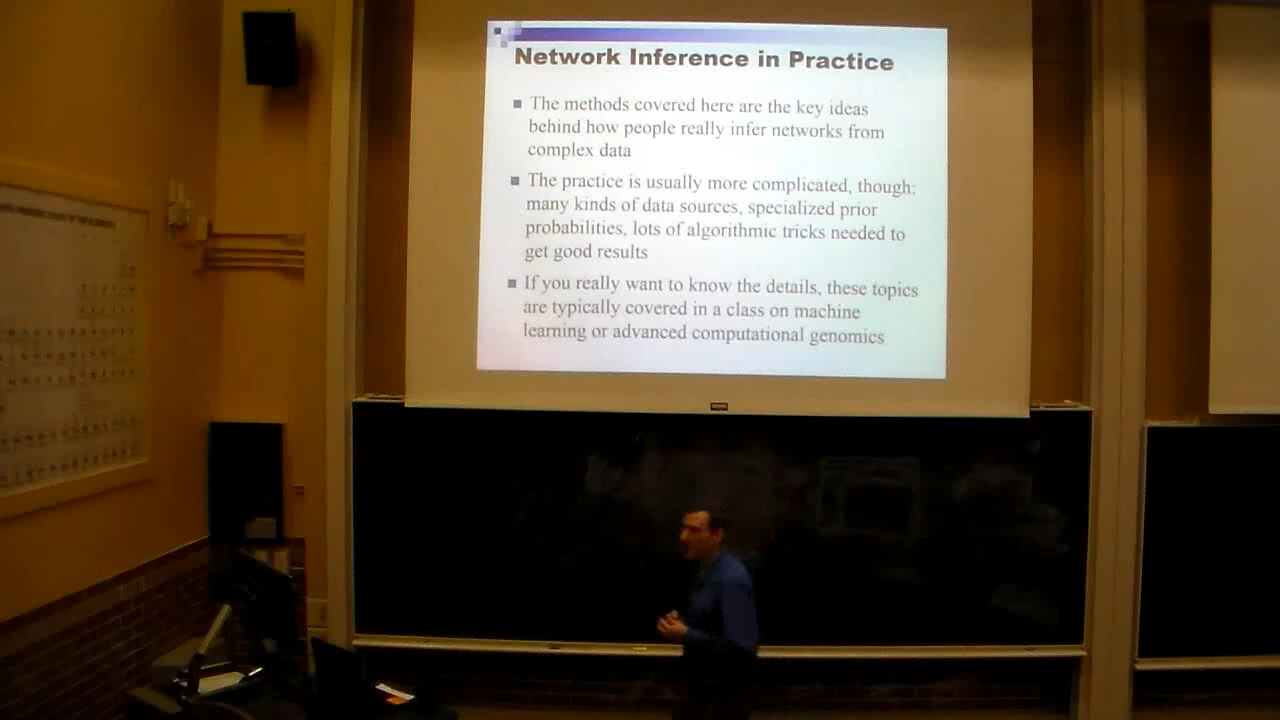 Network Inference in Practice
The methods covered here are the key ideas
behind how people really infer networks from
complex data
The practice is usually more complicated, though:
many kinds of data sources, specialized prior
probabilities, lots of algorithmic tricks needed to
get good results
If you really want to know the details, these topics
are typically covered in a class on machine
learning or advanced computational genomics